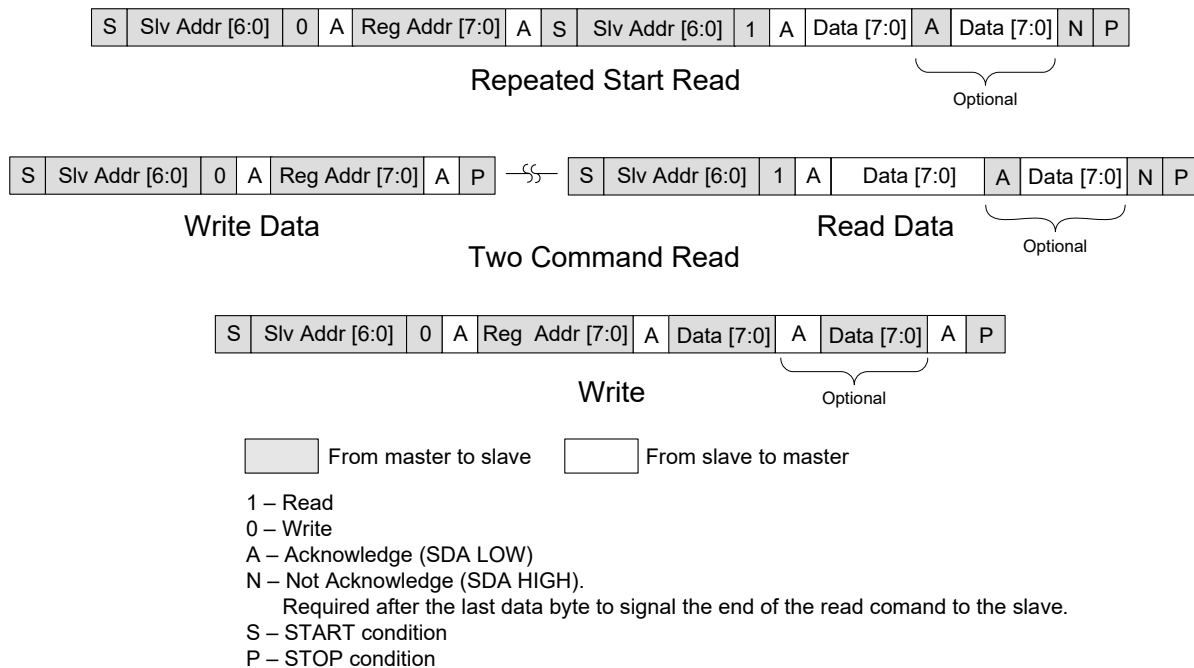 S Slv Addr [6:0] 0 A Reg Addr [7:0] A S Slv Addr [6:0] 1 A Data [7:0] A Data [7:0] N P
Repeated Start Read
Optional
S Slv Addr [6:0] 0 A Reg Addr [7:0] A P S Slv Addr [6:0] 1 A Data [7:0] A Data [7:0] N P
Write Data Read Data
Optional
Two Command Read
S Slv Addr [6:0] 0 A Reg Addr [7:0] A Data [7:0] A Data [7:0] A P
Write
Optional
From master to slave From slave to master
1 – Read
0 – Write
A – Acknowledge (SDA LOW)
N – Not Acknowledge (SDA HIGH).
Required after the last data byte to signal the end of the read comand to the slave.
S – START condition
P – STOP condition